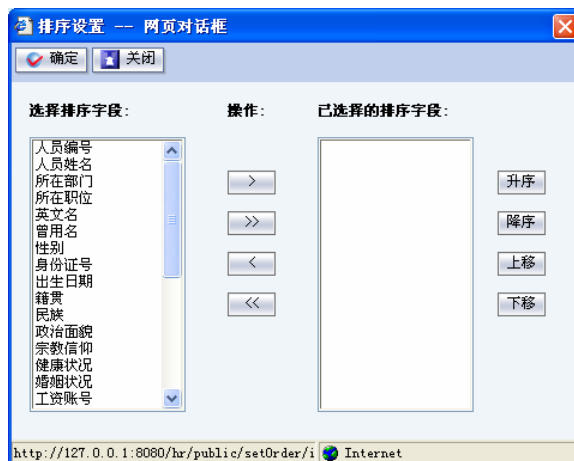 排序设置 -- 网页对话框
确定 关闭
选择排序字段: 操作: 已选择的排序字段:
人员编号
人员姓名
所在部门
所在职位
英文名
曾用名
性别
身份证号
出生日期
籍贯
民族
政治面貌
宗教信仰
健康状况
婚姻状况
工资账号
>
>>
<
<<
升序
降序
上移
下移
http://127.0.0.1:8080/hr/public/setOrder/i Internet